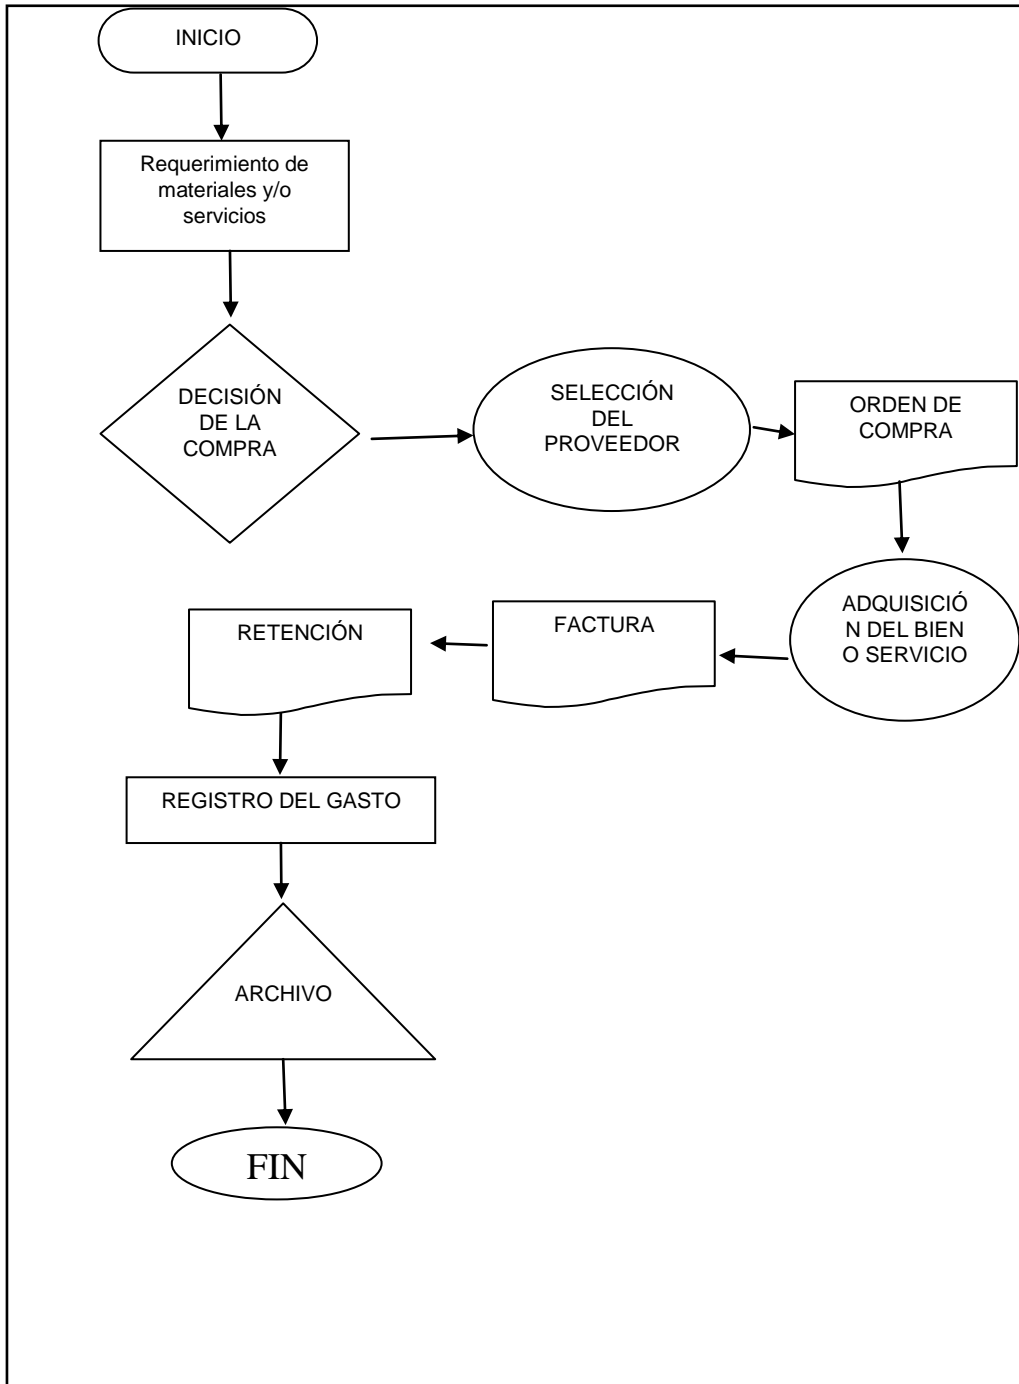 INICIO
Requerimiento de
materiales y/o
servicios
DECISIÓN
DE LA
COMPRA
SELECCIÓN
DEL
PROVEEDOR
ORDEN DE
COMPRA
ADQUISICIÓ
N DEL BIEN
O SERVICIO
FACTURA
RETENCIÓN
REGISTRO DEL GASTO
ARCHIVO
FIN